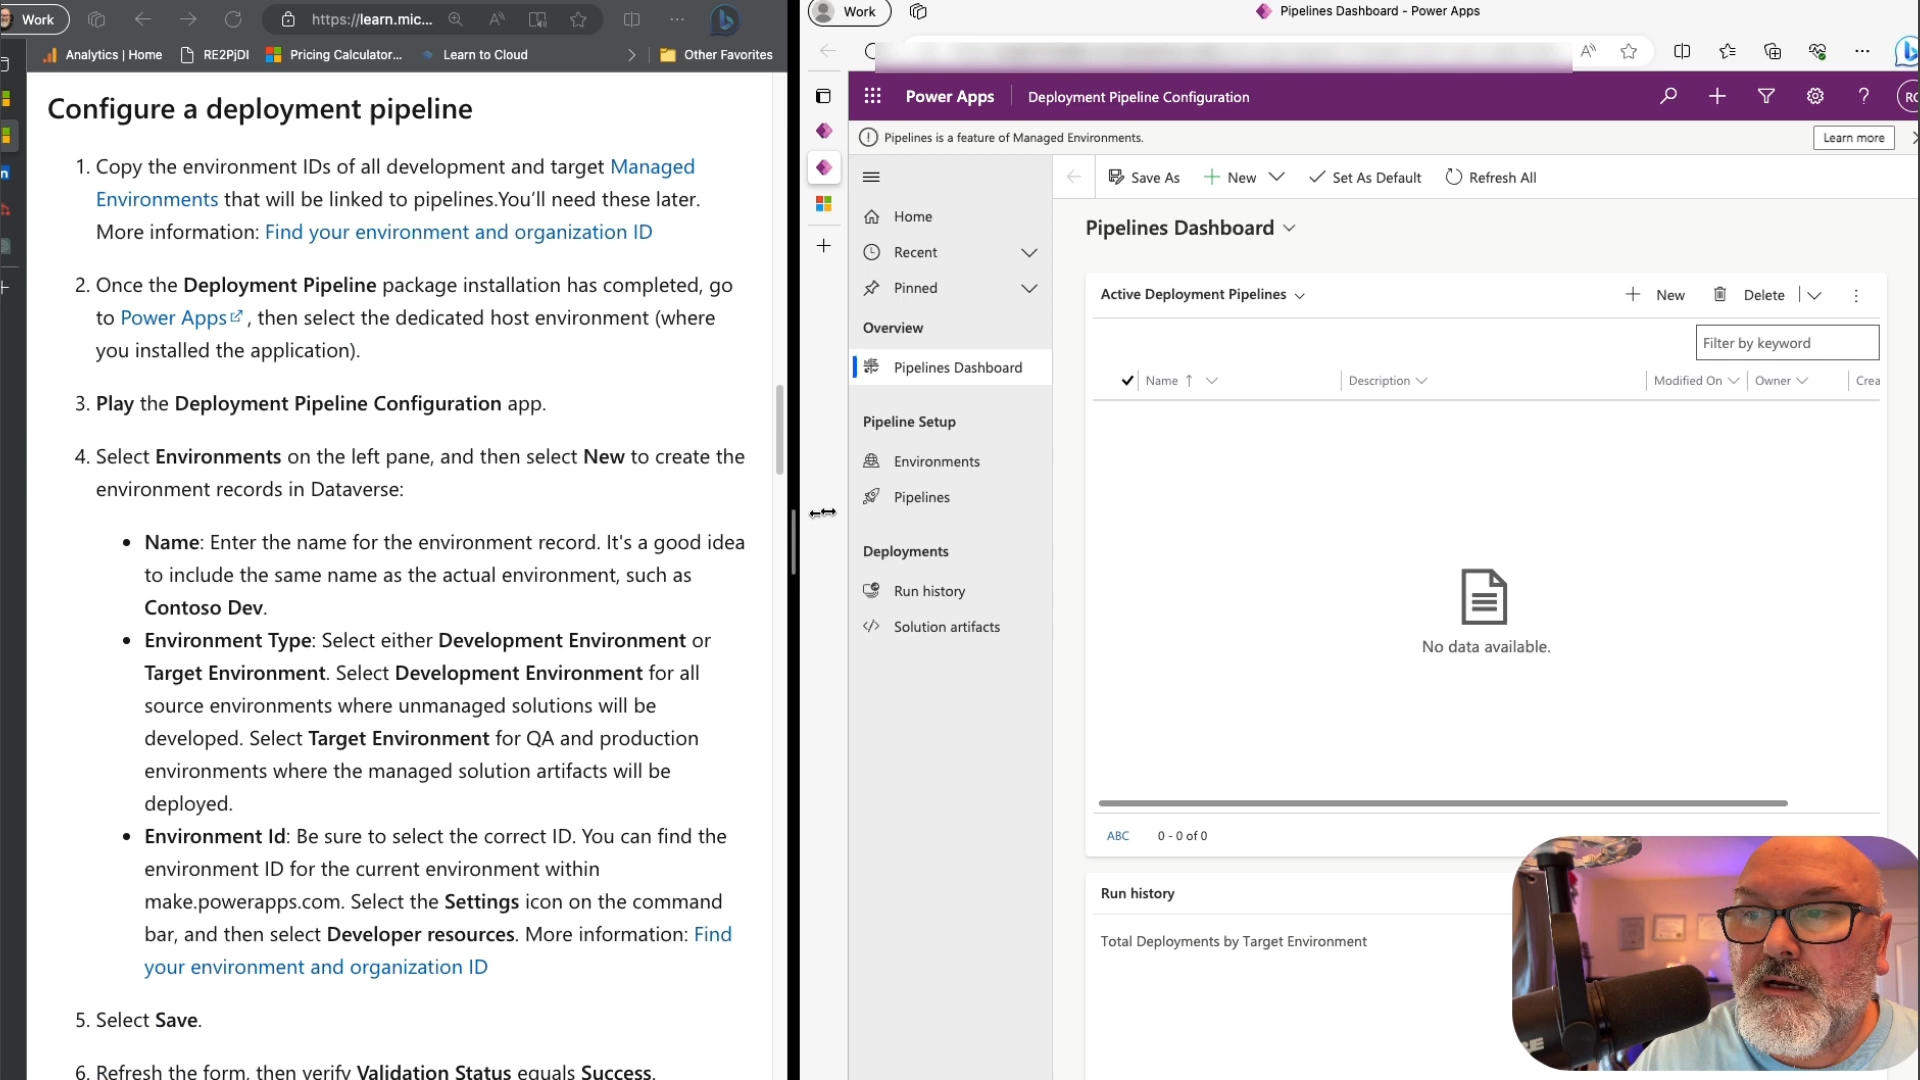 Work
https://learn.mic...
Analytics | Home
RE2PjDI
Pricing Calculator...
Learn to Cloud
Other Favorites
Configure a deployment pipeline
1. Copy the environment IDs of all development and target Managed
Environments that will be linked to pipelines.You'll need these later.
More information: Find your environment and organization ID
2. Once the Deployment Pipeline package installation has completed, go
to Power Apps, then select the dedicated host environment (where
you installed the application).
3. Play the Deployment Pipeline Configuration app.
4. Select Environments on the left pane, and then select New to create the
environment records in Dataverse:
• Name: Enter the name for the environment record. It's a good idea
to include the same name as the actual environment, such as
Contoso Dev.
• Environment Type: Select either Development Environment or
Target Environment. Select Development Environment for all
source environments where unmanaged solutions will be
developed. Select Target Environment for QA and production
environments where the managed solution artifacts will be
deployed.
• Environment Id: Be sure to select the correct ID. You can find the
environment ID for the current environment within
make.powerapps.com. Select the Settings icon on the command
bar, and then select Developer resources. More information: Find
your environment and organization ID
5. Select Save.
6. Refresh the form, then verify Validation Status equals Success.
Work
Pipelines Dashboard - Power Apps
Power Apps
Deployment Pipeline Configuration
RC
Pipelines is a feature of Managed Environments.
Learn more
Save As
New
Set As Default
Refresh All
Home
Recent
Pinned
Overview
Pipelines Dashboard
Pipeline Setup
Environments
Pipelines
Deployments
Run history
Solution artifacts
Pipelines Dashboard
Active Deployment Pipelines
New
Delete
Filter by keyword
Name
Description
Modified On
Owner
Crea
No data available.
ABC
0 - 0 of 0
Run history
Total Deployments by Target Environment